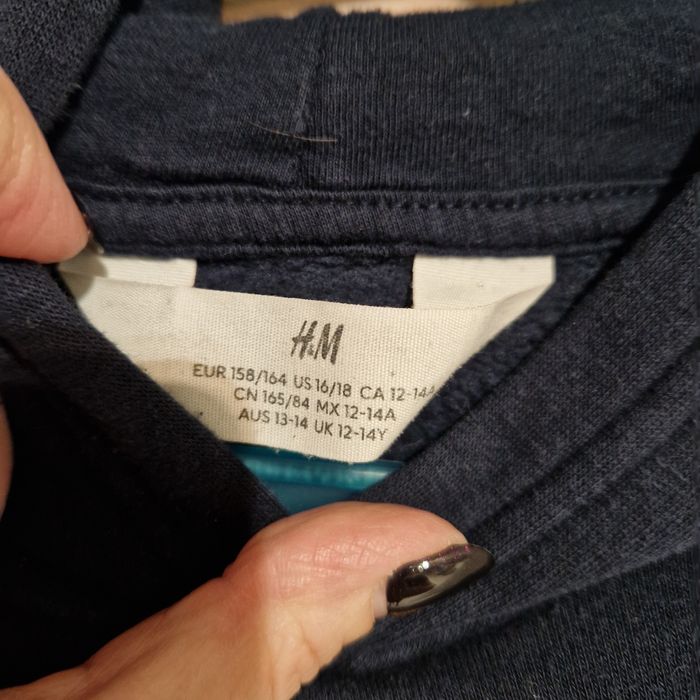 H&M
EUR 158/164 US 16/18 CA 12-14A
CN 165/84 MX 12-14A
AUS 13-14 UK 12-14Y